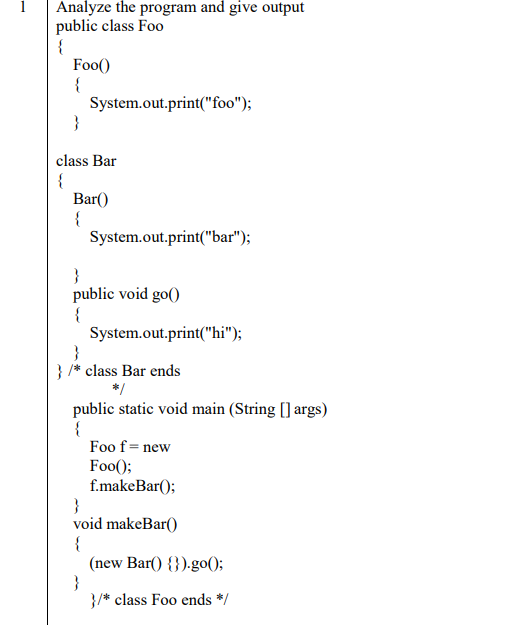 1 Analyze the program and give output
public class Foo
{
Foo()
{
System.out.print("foo");
}
class Bar
{
Bar()
{
System.out.print("bar");
}
public void go()
{
System.out.print("hi");
}
} /* class Bar ends
*/
public static void main (String [] args)
{
Foo f = new
Foo();
f.makeBar();
}
void makeBar()
{
(new Bar() {}).go();
}
}/* class Foo ends */